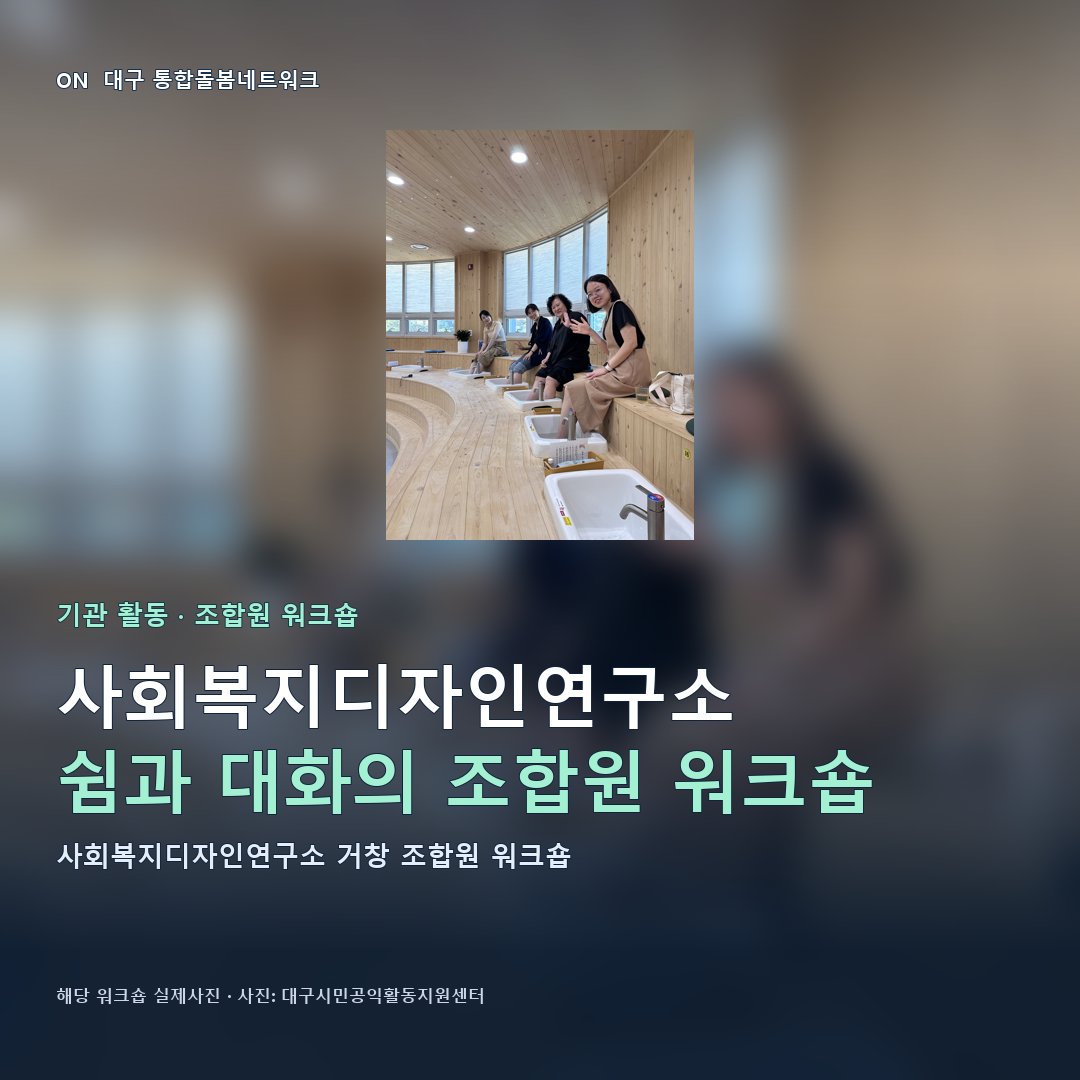 ON 대구 통합돌봄네트워크
기관 활동 · 조합원 워크숍
사회복지디자인연구소
쉼과 대화의 조합원 워크숍
사회복지디자인연구소 거창 조합원 워크숍
해당 워크숍 실제사진 · 사진: 대구시민공익활동지원센터